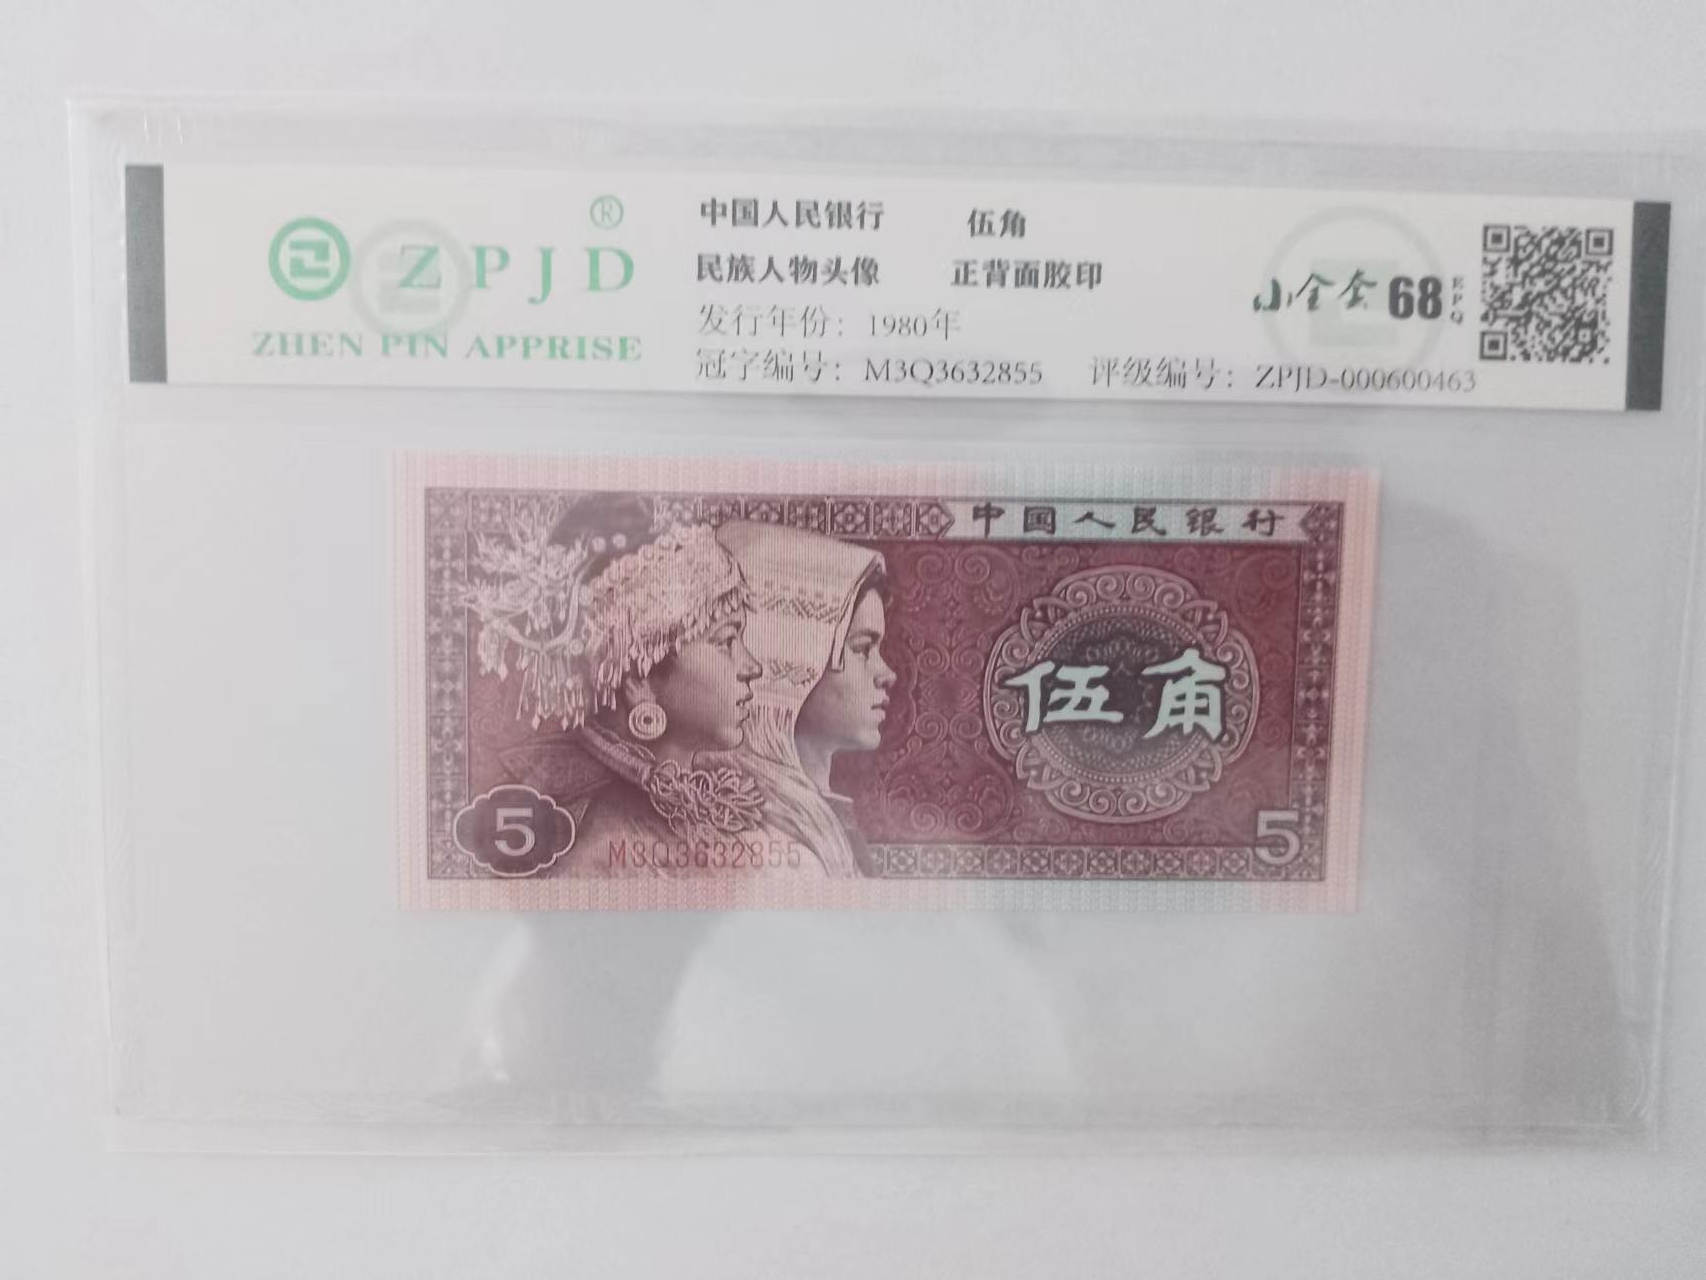 ®
ZPJD
ZHEN PIN APPRISE
中国人民银行 伍角
民族人物头像 正背面胶印
发行年份：1980年
冠字编号：M3Q3632855 评级编号：ZPJD-000600463
小全套 68 EPQ
中国人民银行
伍角
5
M3Q3632855
5